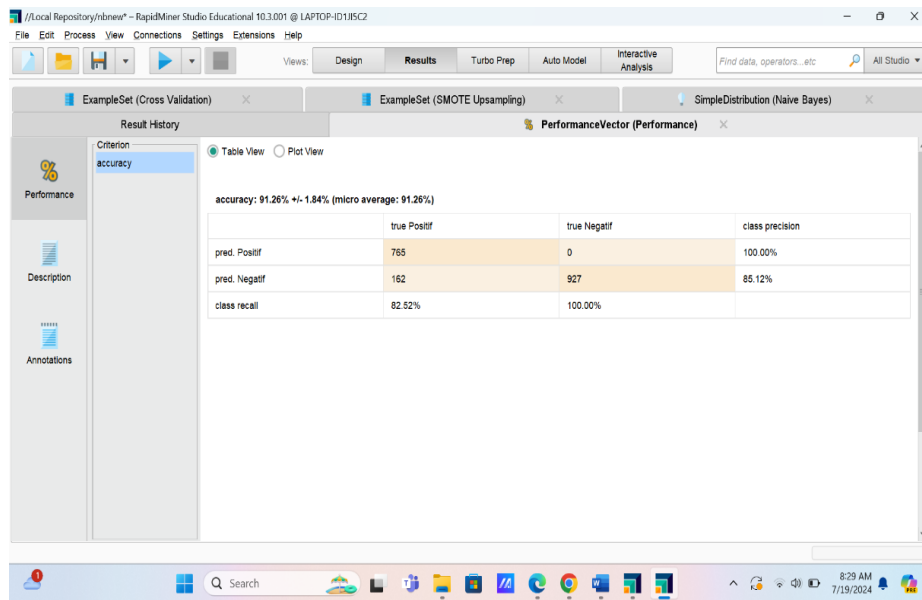 //Local Repository/nbnew* – RapidMiner Studio Educational 10.3.001 @ LAPTOP-ID1JI5C2
File Edit Process View Connections Settings Extensions Help
Views: Design Results Turbo Prep Auto Model Interactive Analysis Find data, operators...etc All Studio
ExampleSet (Cross Validation) ExampleSet (SMOTE Upsampling) SimpleDistribution (Naive Bayes)
Result History PerformanceVector (Performance)
Performance
Description
Annotations
Criterion
accuracy
Table View Plot View
accuracy: 91.26% +/- 1.84% (micro average: 91.26%)
true Positif true Negatif class precision
pred. Positif 765 0 100.00%
pred. Negatif 162 927 85.12%
class recall 82.52% 100.00%
1
Search
8:29 AM
7/19/2024
PRE